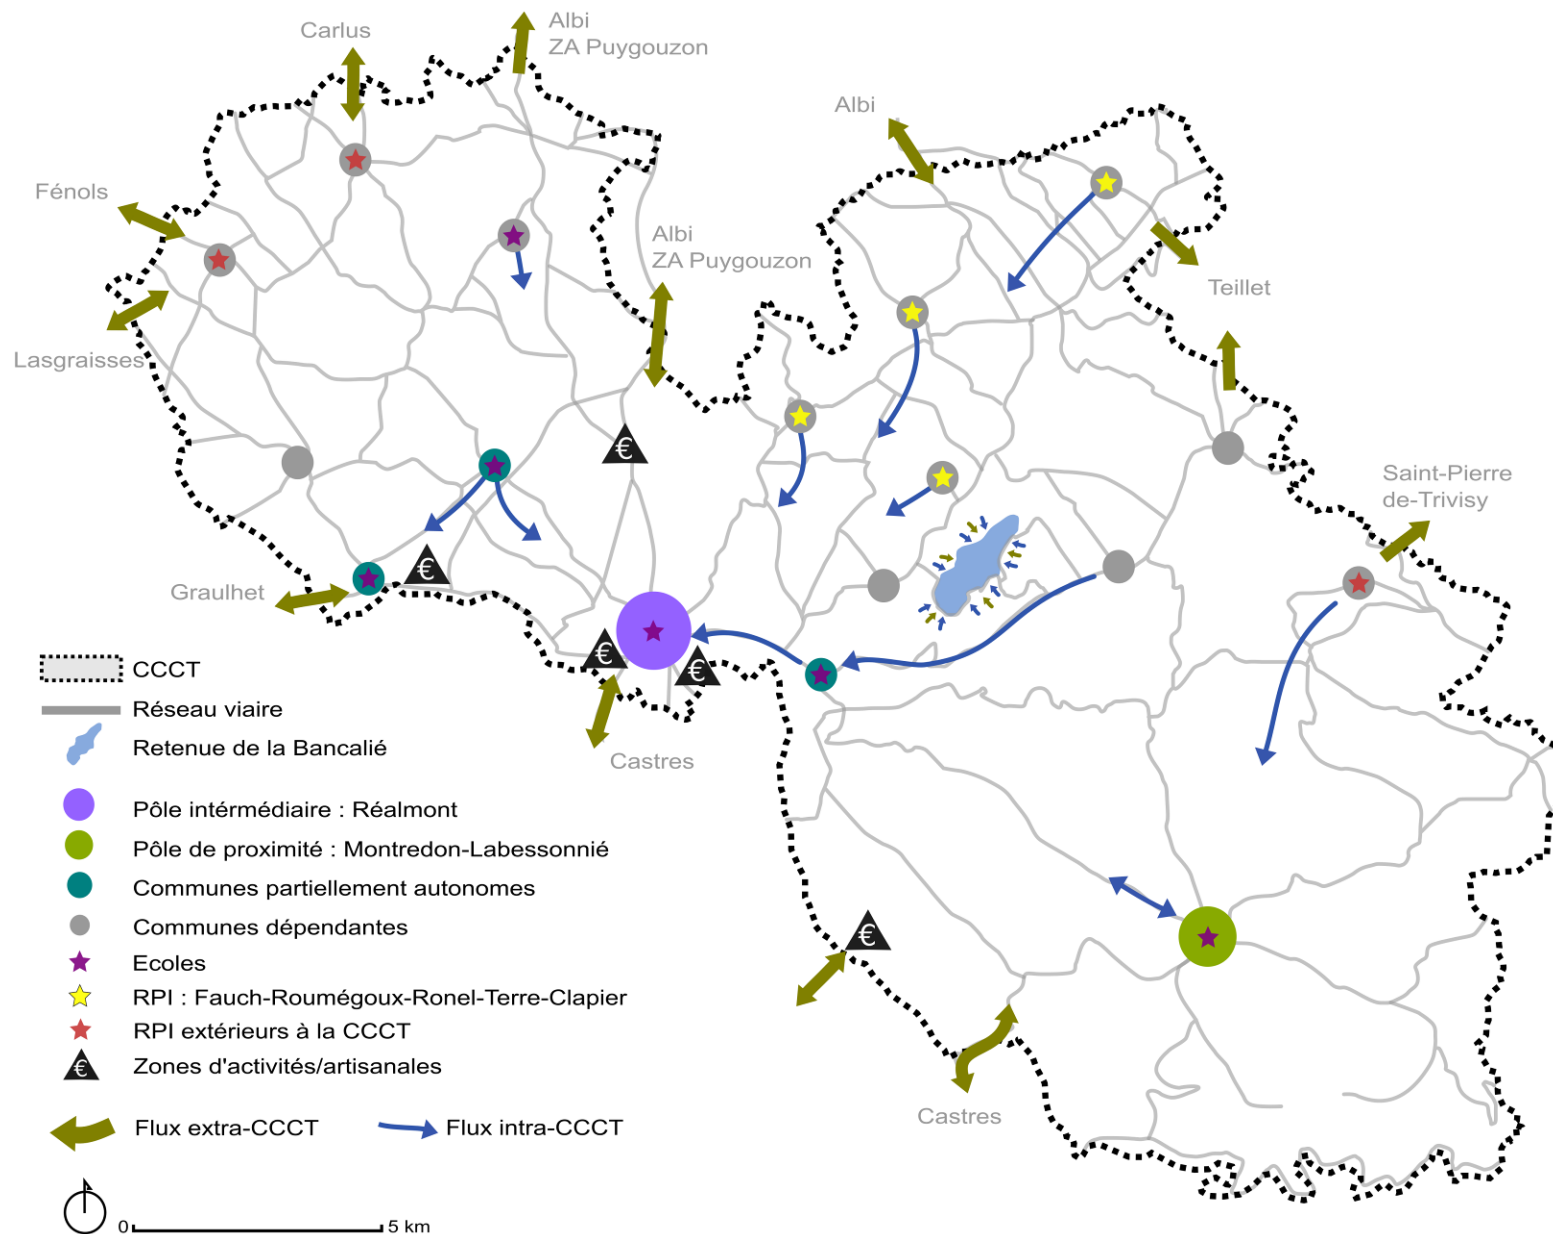 Carlus
Albi
ZA Puygouzon
Albi
Fénols
Albi
ZA Puygouzon
Teillet
Lasgraisses
€
Saint-Pierre
de-Trivisy
€
Graulhet
€
€
Castres
€
Castres
CCCT
Réseau viaire
Retenue de la Bancalié
Pôle intérmédiaire : Réalmont
Pôle de proximité : Montredon-Labessonnié
Communes partiellement autonomes
Communes dépendantes
Ecoles
RPI : Fauch-Roumégoux-Ronel-Terre-Clapier
RPI extérieurs à la CCCT
€ Zones d'activités/artisanales
Flux extra-CCCT Flux intra-CCCT
0 5 km